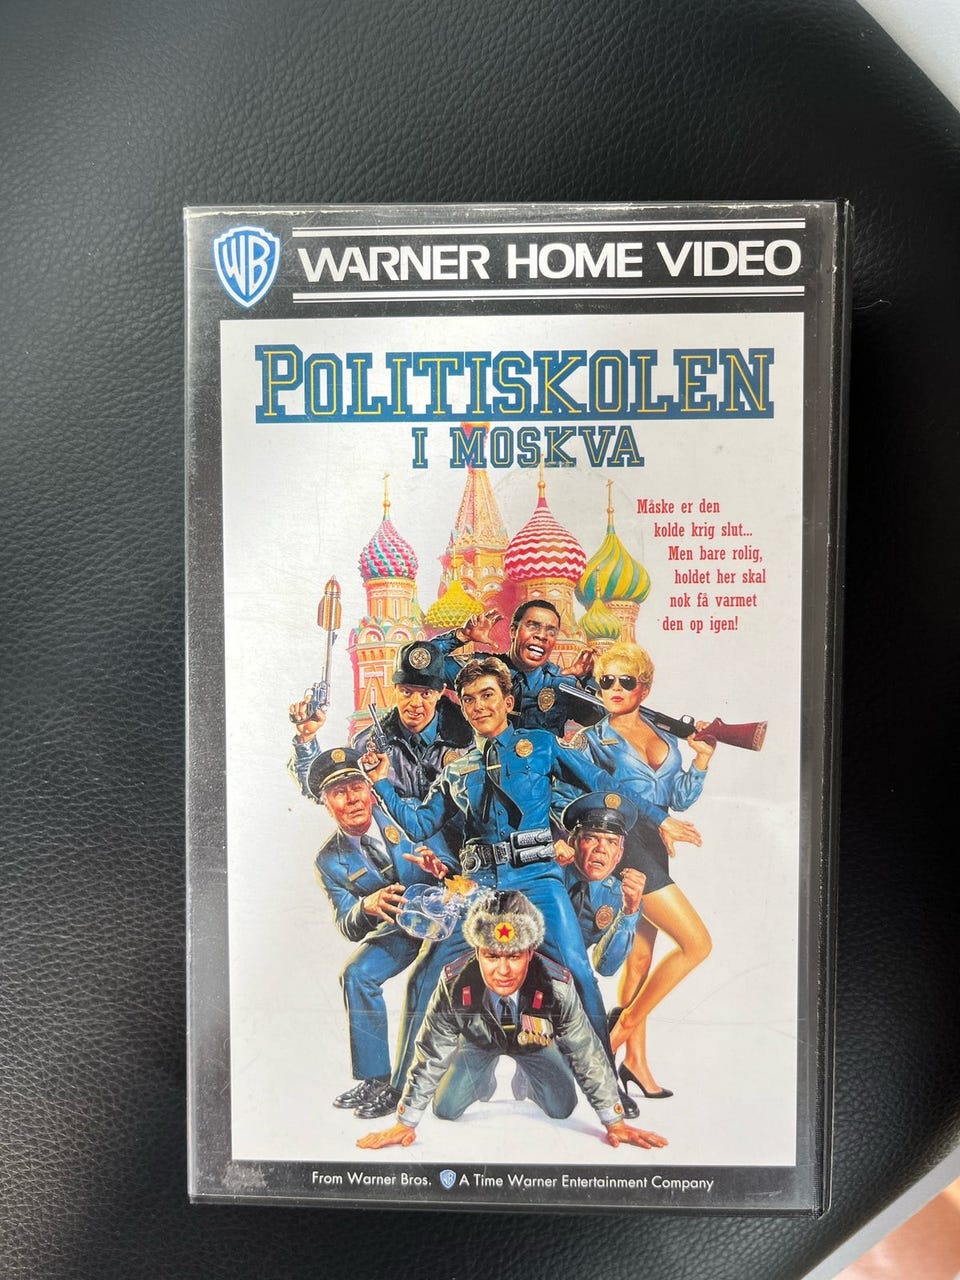 WB WARNER HOME VIDEO
POLITISKOLEN
I MOSKVA
Måske er den
kolde krig slut...
Men bare rolig,
holdet her skal
nok få varmet
den op igen!
From Warner Bros. WB A Time Warner Entertainment Company